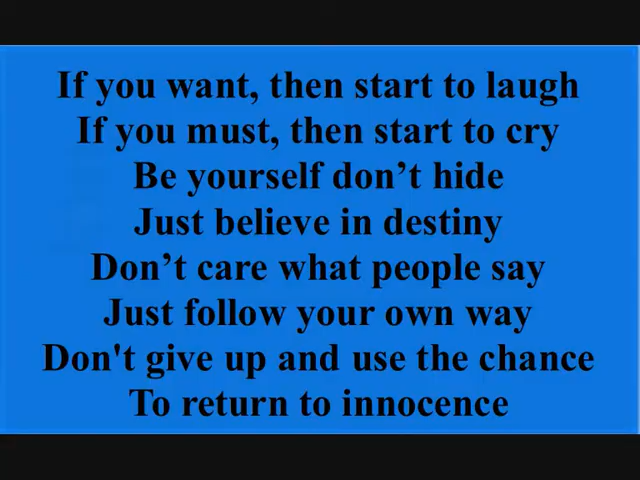 If you want, then start to laugh
If you must, then start to cry
Be yourself don’t hide
Just believe in destiny
Don’t care what people say
Just follow your own way
Don't give up and use the chance
To return to innocence